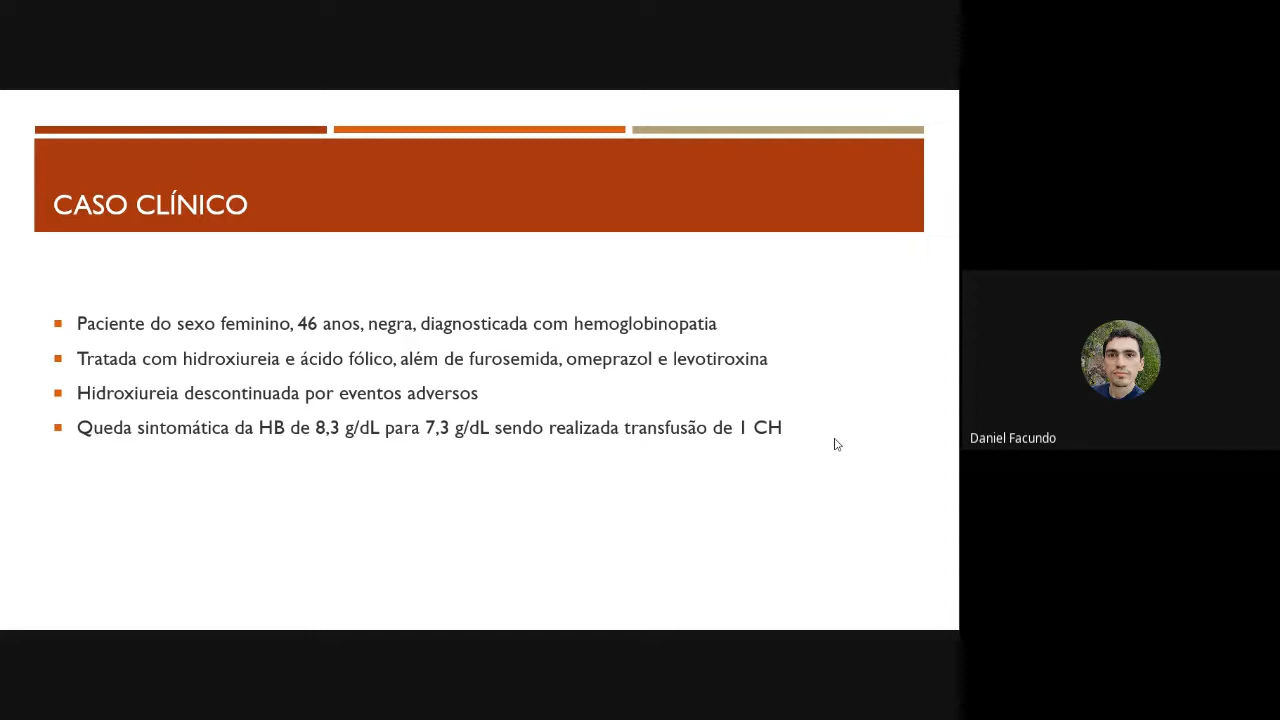 CASO CLÍNICO
Paciente do sexo feminino, 46 anos, negra, diagnosticada com hemoglobinopatia
Tratada com hidroxiureia e ácido fólico, além de furosemida, omeprazol e levotiroxina
Hidroxiureia descontinuada por eventos adversos
Queda sintomática da HB de 8,3 g/dL para 7,3 g/dL sendo realizada transfusão de 1 CH
Daniel Facundo